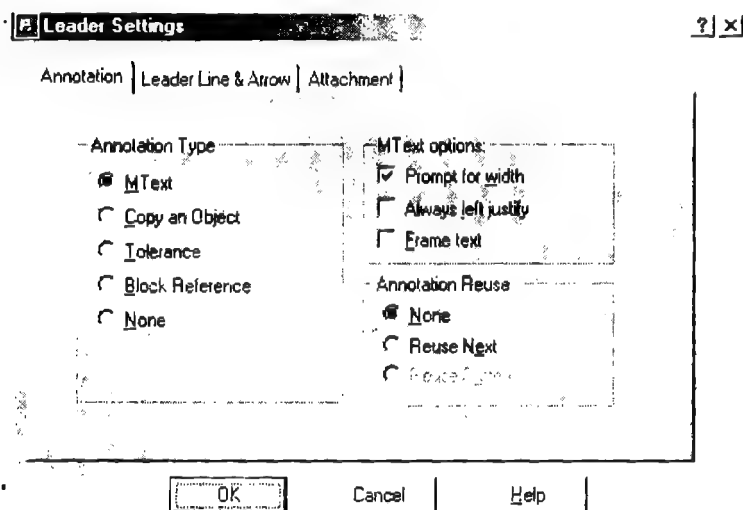 Leader Settings
? ×
Annotation Leader Line & Arrow Attachment
Annotation Type
MText
Copy an Object
Tolerance
Block Reference
None
MText options:
Prompt for width
Always left justify
Frame text
Annotation Reuse
None
Reuse Next
Reuse
OK Cancel Help